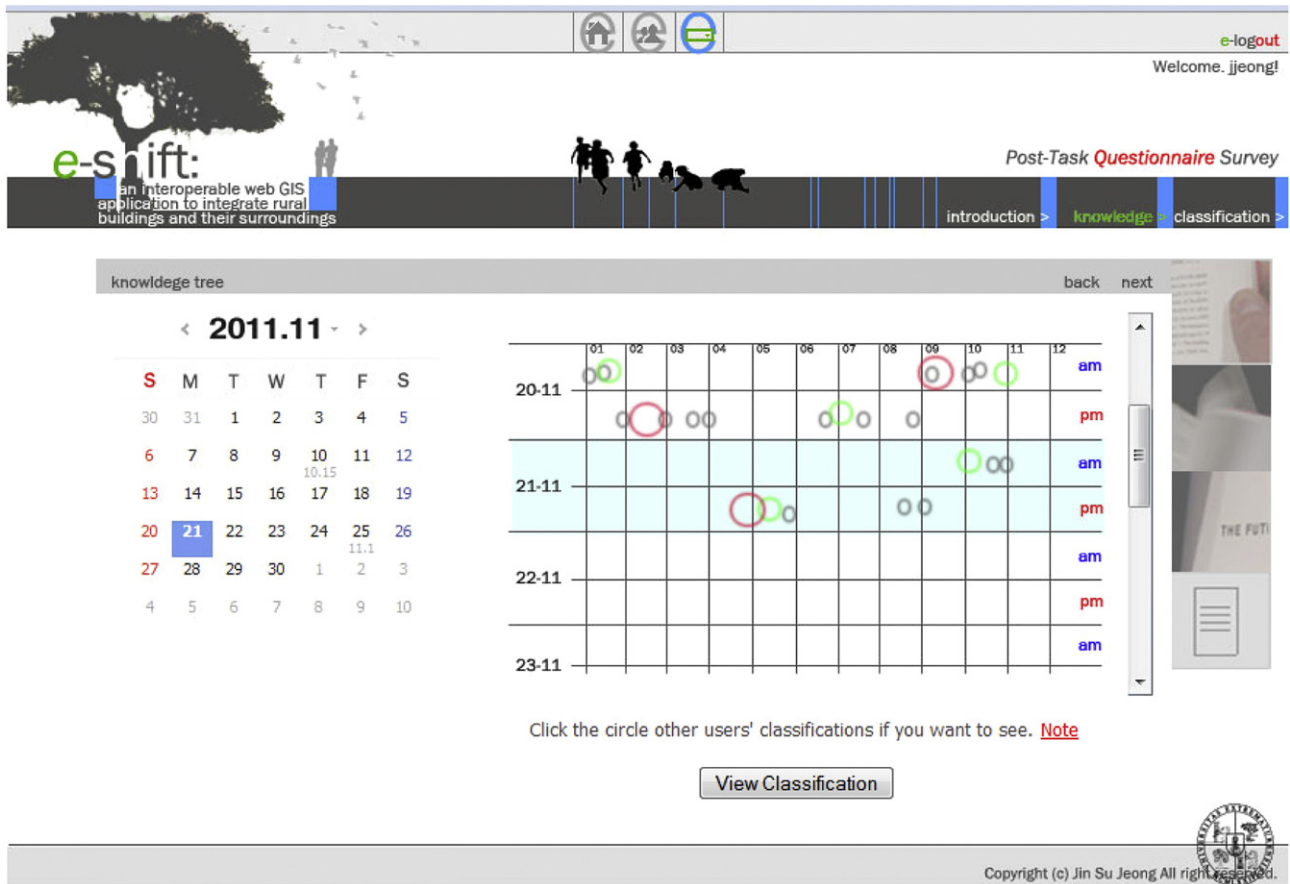 e-logout
Welcome. jjeong!
e-shift:
an interoperable web GIS
application to integrate rural
buildings and their surroundings
Post-Task Questionnaire Survey
introduction > knowledge > classification >
knowldege tree back next
< 2011.11 >
S M T W T F S
30 31 1 2 3 4 5
6 7 8 9 10 11 12
10.15
13 14 15 16 17 18 19
20 21 22 23 24 25 26
11.1
27 28 29 30 1 2 3
4 5 6 7 8 9 10
01 02 03 04 05 06 07 08 09 10 11 12
am
20-11
pm
am
21-11
pm
am
22-11
pm
am
23-11
THE FUT
Click the circle other users' classifications if you want to see. Note
View Classification
Copyright (c) Jin Su Jeong All right reserved.